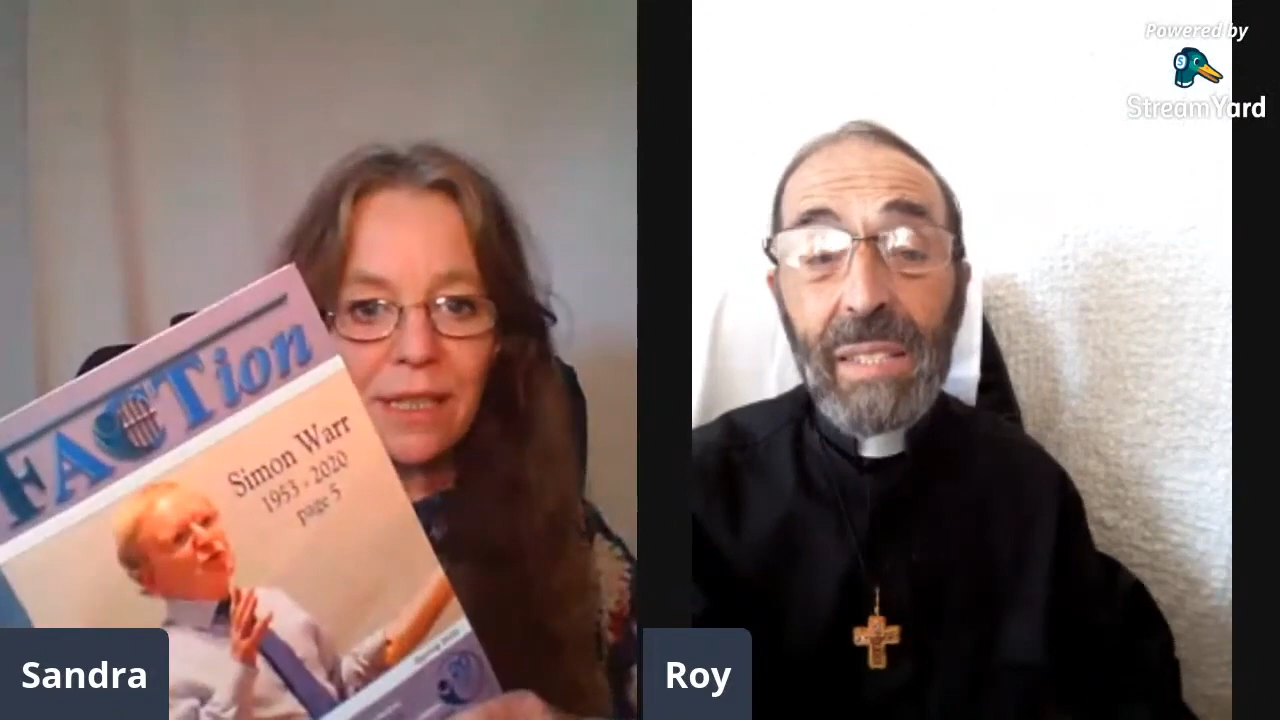 FACTion
Simon Warr
1953 - 2020
page 5
Sandra
Roy
Powered by
StreamYard